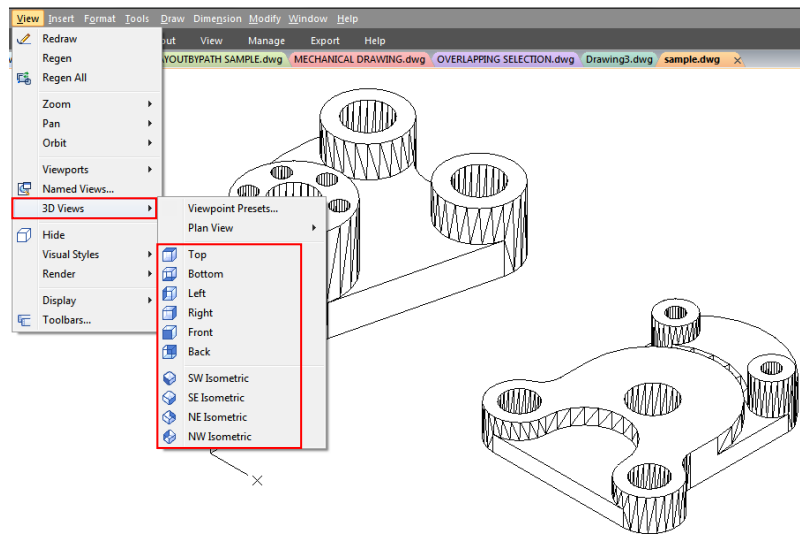 View Insert Format Tools Draw Dimension Modify Window Help
out View Manage Export Help
YOUTBYPATH SAMPLE.dwg MECHANICAL DRAWING.dwg OVERLAPPING SELECTION.dwg Drawing3.dwg sample.dwg
Redraw
Regen
Regen All
Zoom
Pan
Orbit
Viewports
Named Views...
3D Views
Hide
Visual Styles
Render
Display
Toolbars...
Viewpoint Presets...
Plan View
Top
Bottom
Left
Right
Front
Back
SW Isometric
SE Isometric
NE Isometric
NW Isometric
X